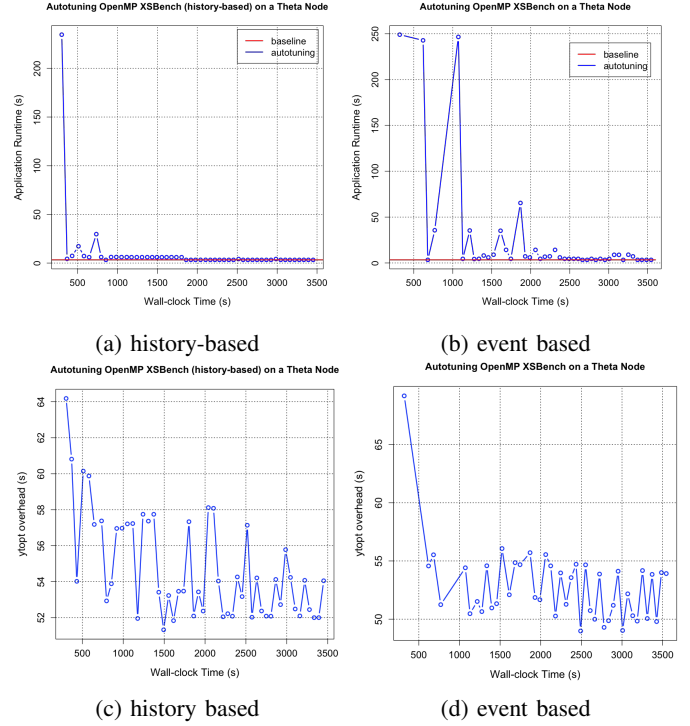 Autotuning OpenMP XSBench (history-based) on a Theta Node
Application Runtime (s)
200
150
100
50
0
baseline
autotuning
500 1000 1500 2000 2500 3000 3500
Wall-clock Time (s)
(a) history-based
Autotuning OpenMP XSBench on a Theta Node
Application Runtime (s)
250
200
150
100
50
0
baseline
autotuning
500 1000 1500 2000 2500 3000 3500
Wall-clock Time (s)
(b) event based
Autotuning OpenMP XSBench (history-based) on a Theta Node
ytopt overhead (s)
64
62
60
58
56
54
52
500 1000 1500 2000 2500 3000 3500
Wall-clock Time (s)
(c) history based
Autotuning OpenMP XSBench on a Theta Node
ytopt overhead (s)
65
60
55
50
500 1000 1500 2000 2500 3000 3500
Wall-clock Time (s)
(d) event based